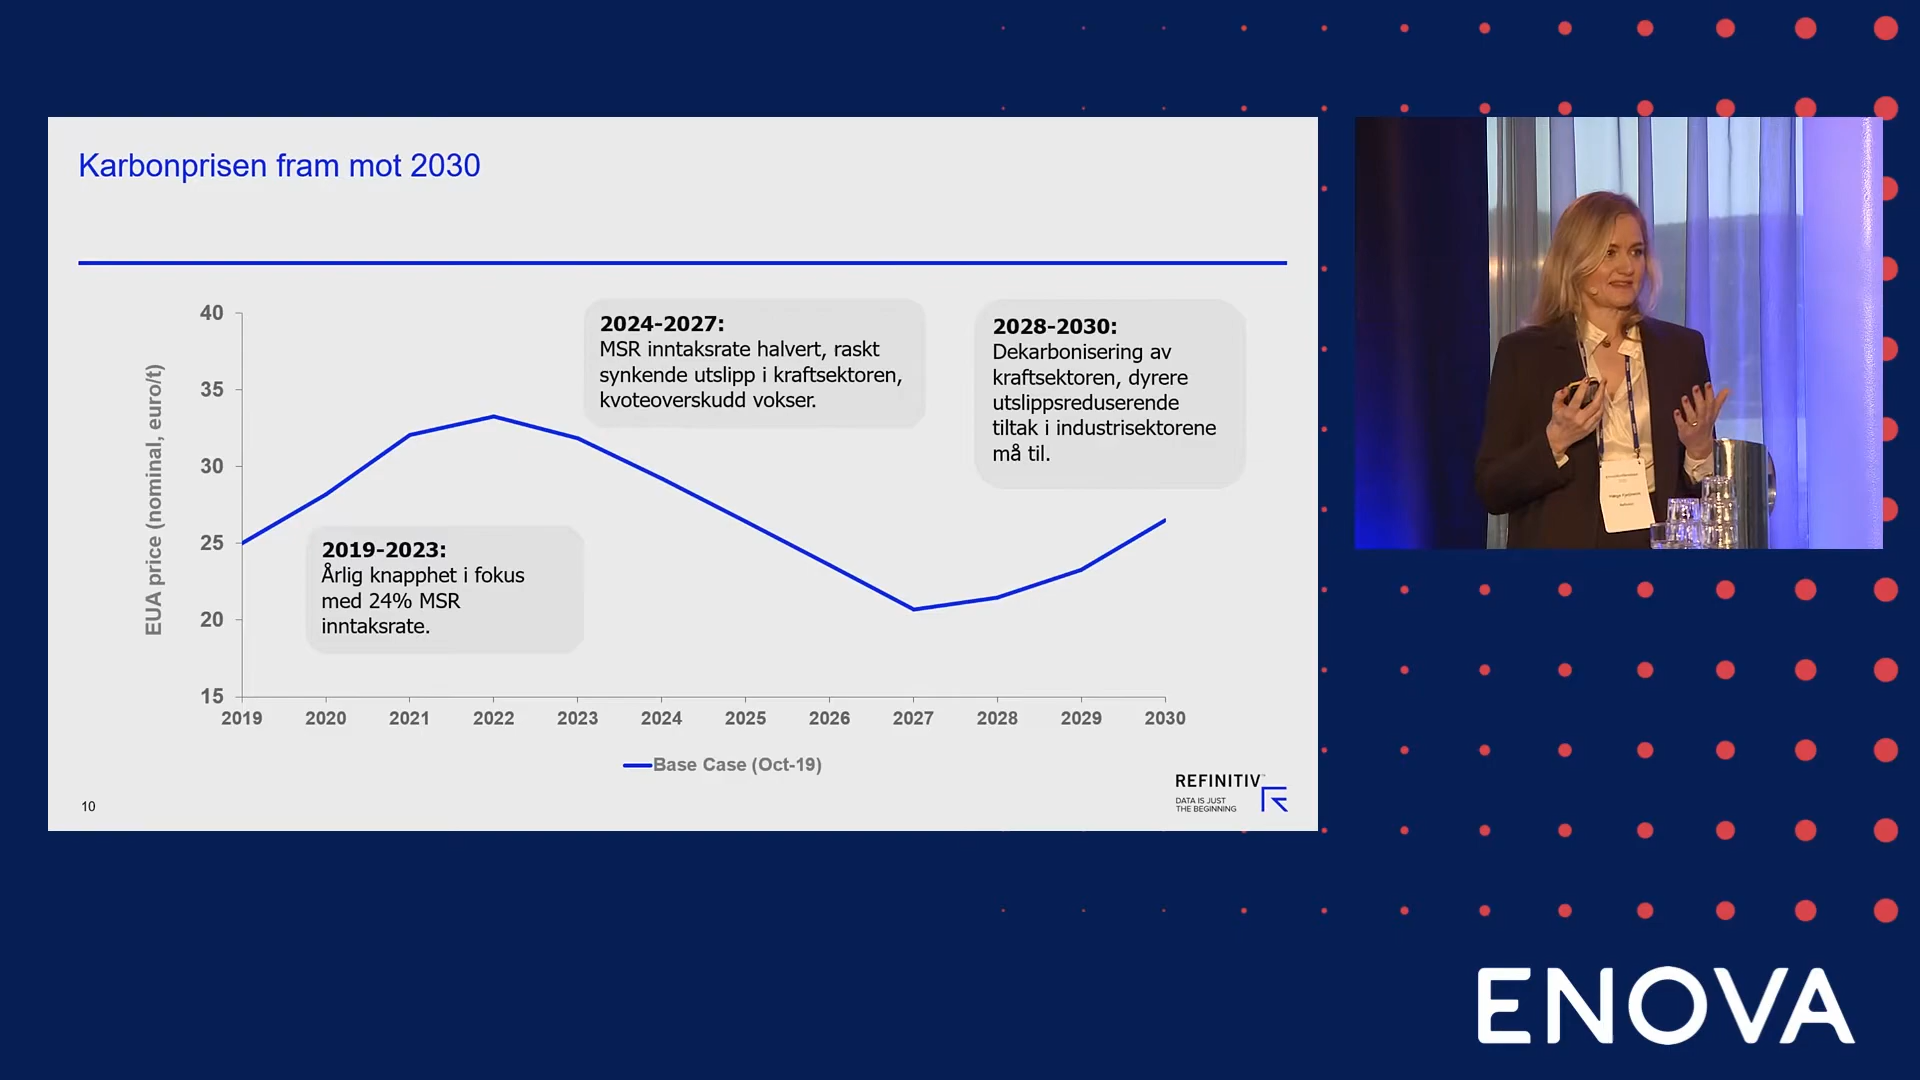 Karbonprisen fram mot 2030
EUA price (nominal, euro/t)
40
35
30
25
20
15
2019-2023:
Årlig knapphet i fokus
med 24% MSR
inntaksrate.
2024-2027:
MSR inntaksrate halvert, raskt
synkende utslipp i kraftsektoren,
kvoteoverskudd vokser.
2028-2030:
Dekarbonisering av
kraftsektoren, dyrere
utslippsreduserende
tiltak i industrisektorene
må til.
2019 2020 2021 2022 2023 2024 2025 2026 2027 2028 2029 2030
Base Case (Oct-19)
10
REFINITIV
DATA IS JUST
THE BEGINNING
ENOVA